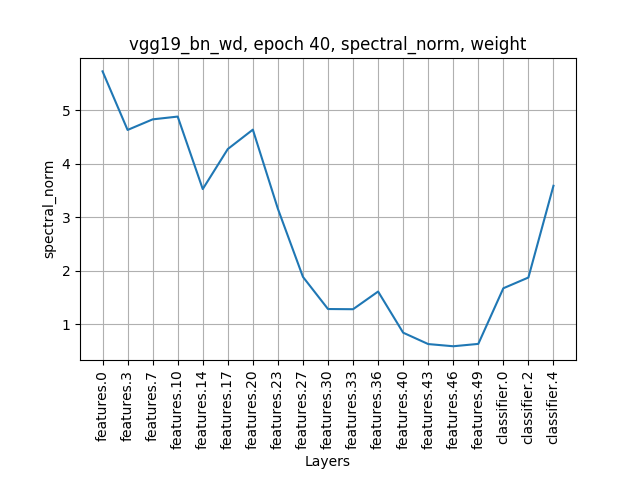 vgg19_bn_wd, epoch 40, spectral_norm, weight
spectral_norm
5
4
3
2
1
features.0
features.3
features.7
features.10
features.14
features.17
features.20
features.23
features.27
features.30
features.33
features.36
features.40
features.43
features.46
features.49
classifier.0
classifier.2
classifier.4
Layers